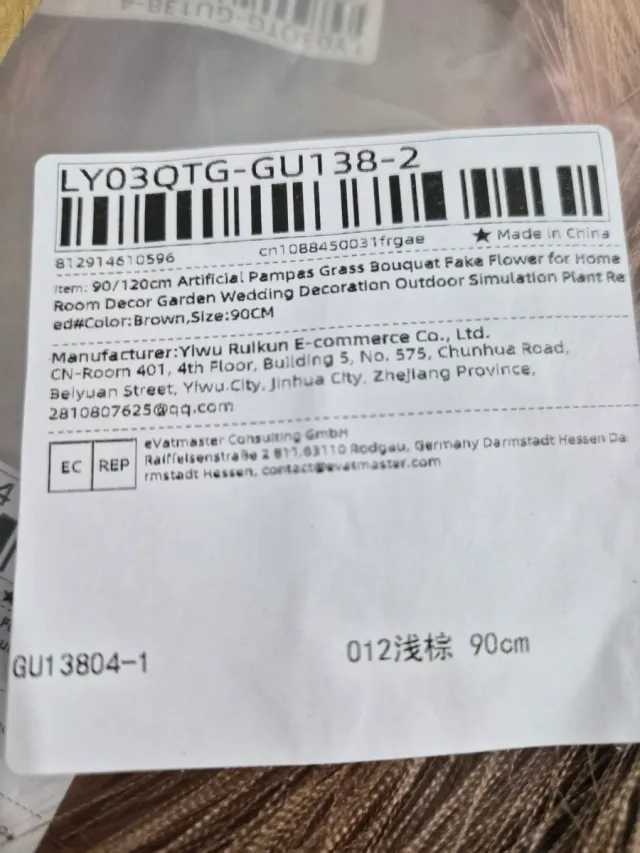 LY03QTG-GU138-4
LY03QTG-GU138-2
812914610596
cn1088450031frgae
★ Made in China
Item: 90/120cm Artificial Pampas Grass Bouquet Fake Flower for Home
Room Decor Garden Wedding Decoration Outdoor Simulation Plant Re
ed#Color:Brown,Size:90CM
Manufacturer:Yiwu Ruikun E-commerce Co., Ltd.
CN-Room 401, 4th Floor, Building 5, No. 575, Chunhua Road,
Beiyuan Street, Yiwu.City, Jinhua City, Zhejiang Province,
2810807625@qq.com
EC REP
eVatmaster Consulting GmbH
Raiffeisenstraße 2 B11,63110 Rodgau, Germany Darmstadt Hessen Da
rmstadt Hessen, contact@evatmaster.com
GU13804-1
012浅棕 90cm